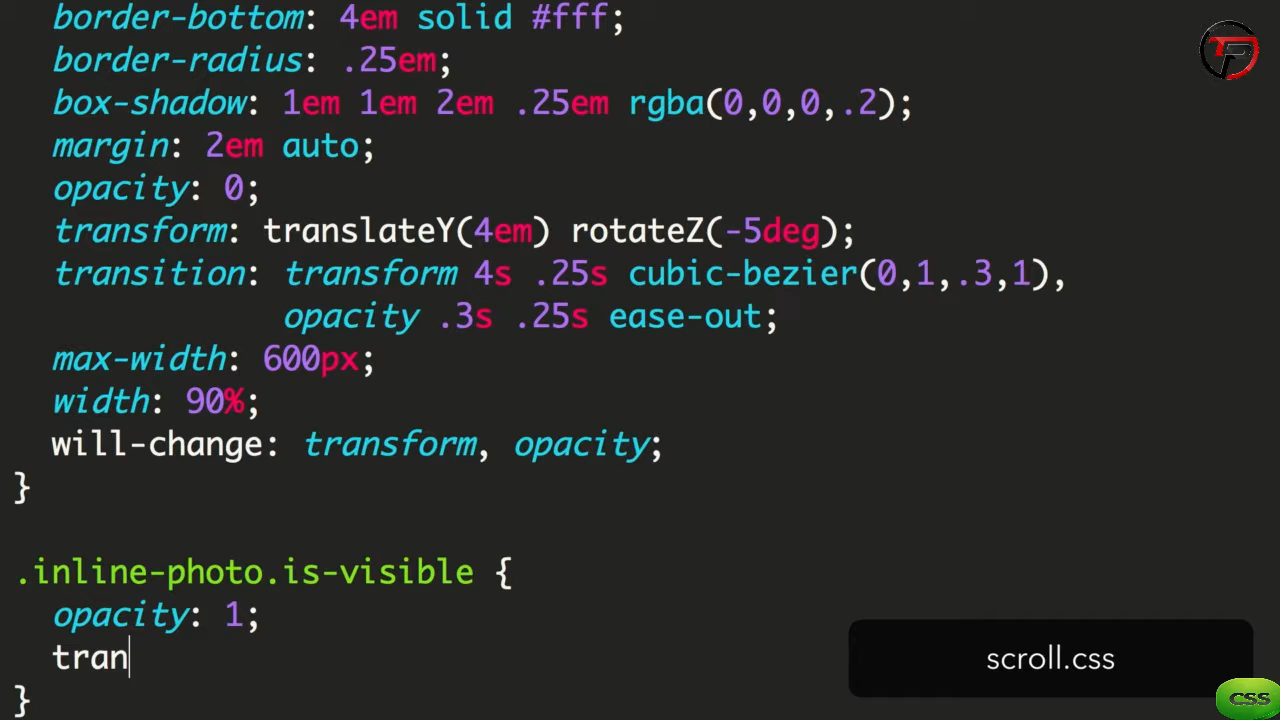 border-bottom: 4em solid #fff;
border-radius: .25em;
box-shadow: 1em 1em 2em .25em rgba(0,0,0,.2);
margin: 2em auto;
opacity: 0;
transform: translateY(4em) rotateZ(-5deg);
transition: transform 4s .25s cubic-bezier(0,1,.3,1),
opacity .3s .25s ease-out;
max-width: 600px;
width: 90%;
will-change: transform, opacity;
}
.inline-photo.is-visible {
opacity: 1;
tran
}
scroll.css
CSS